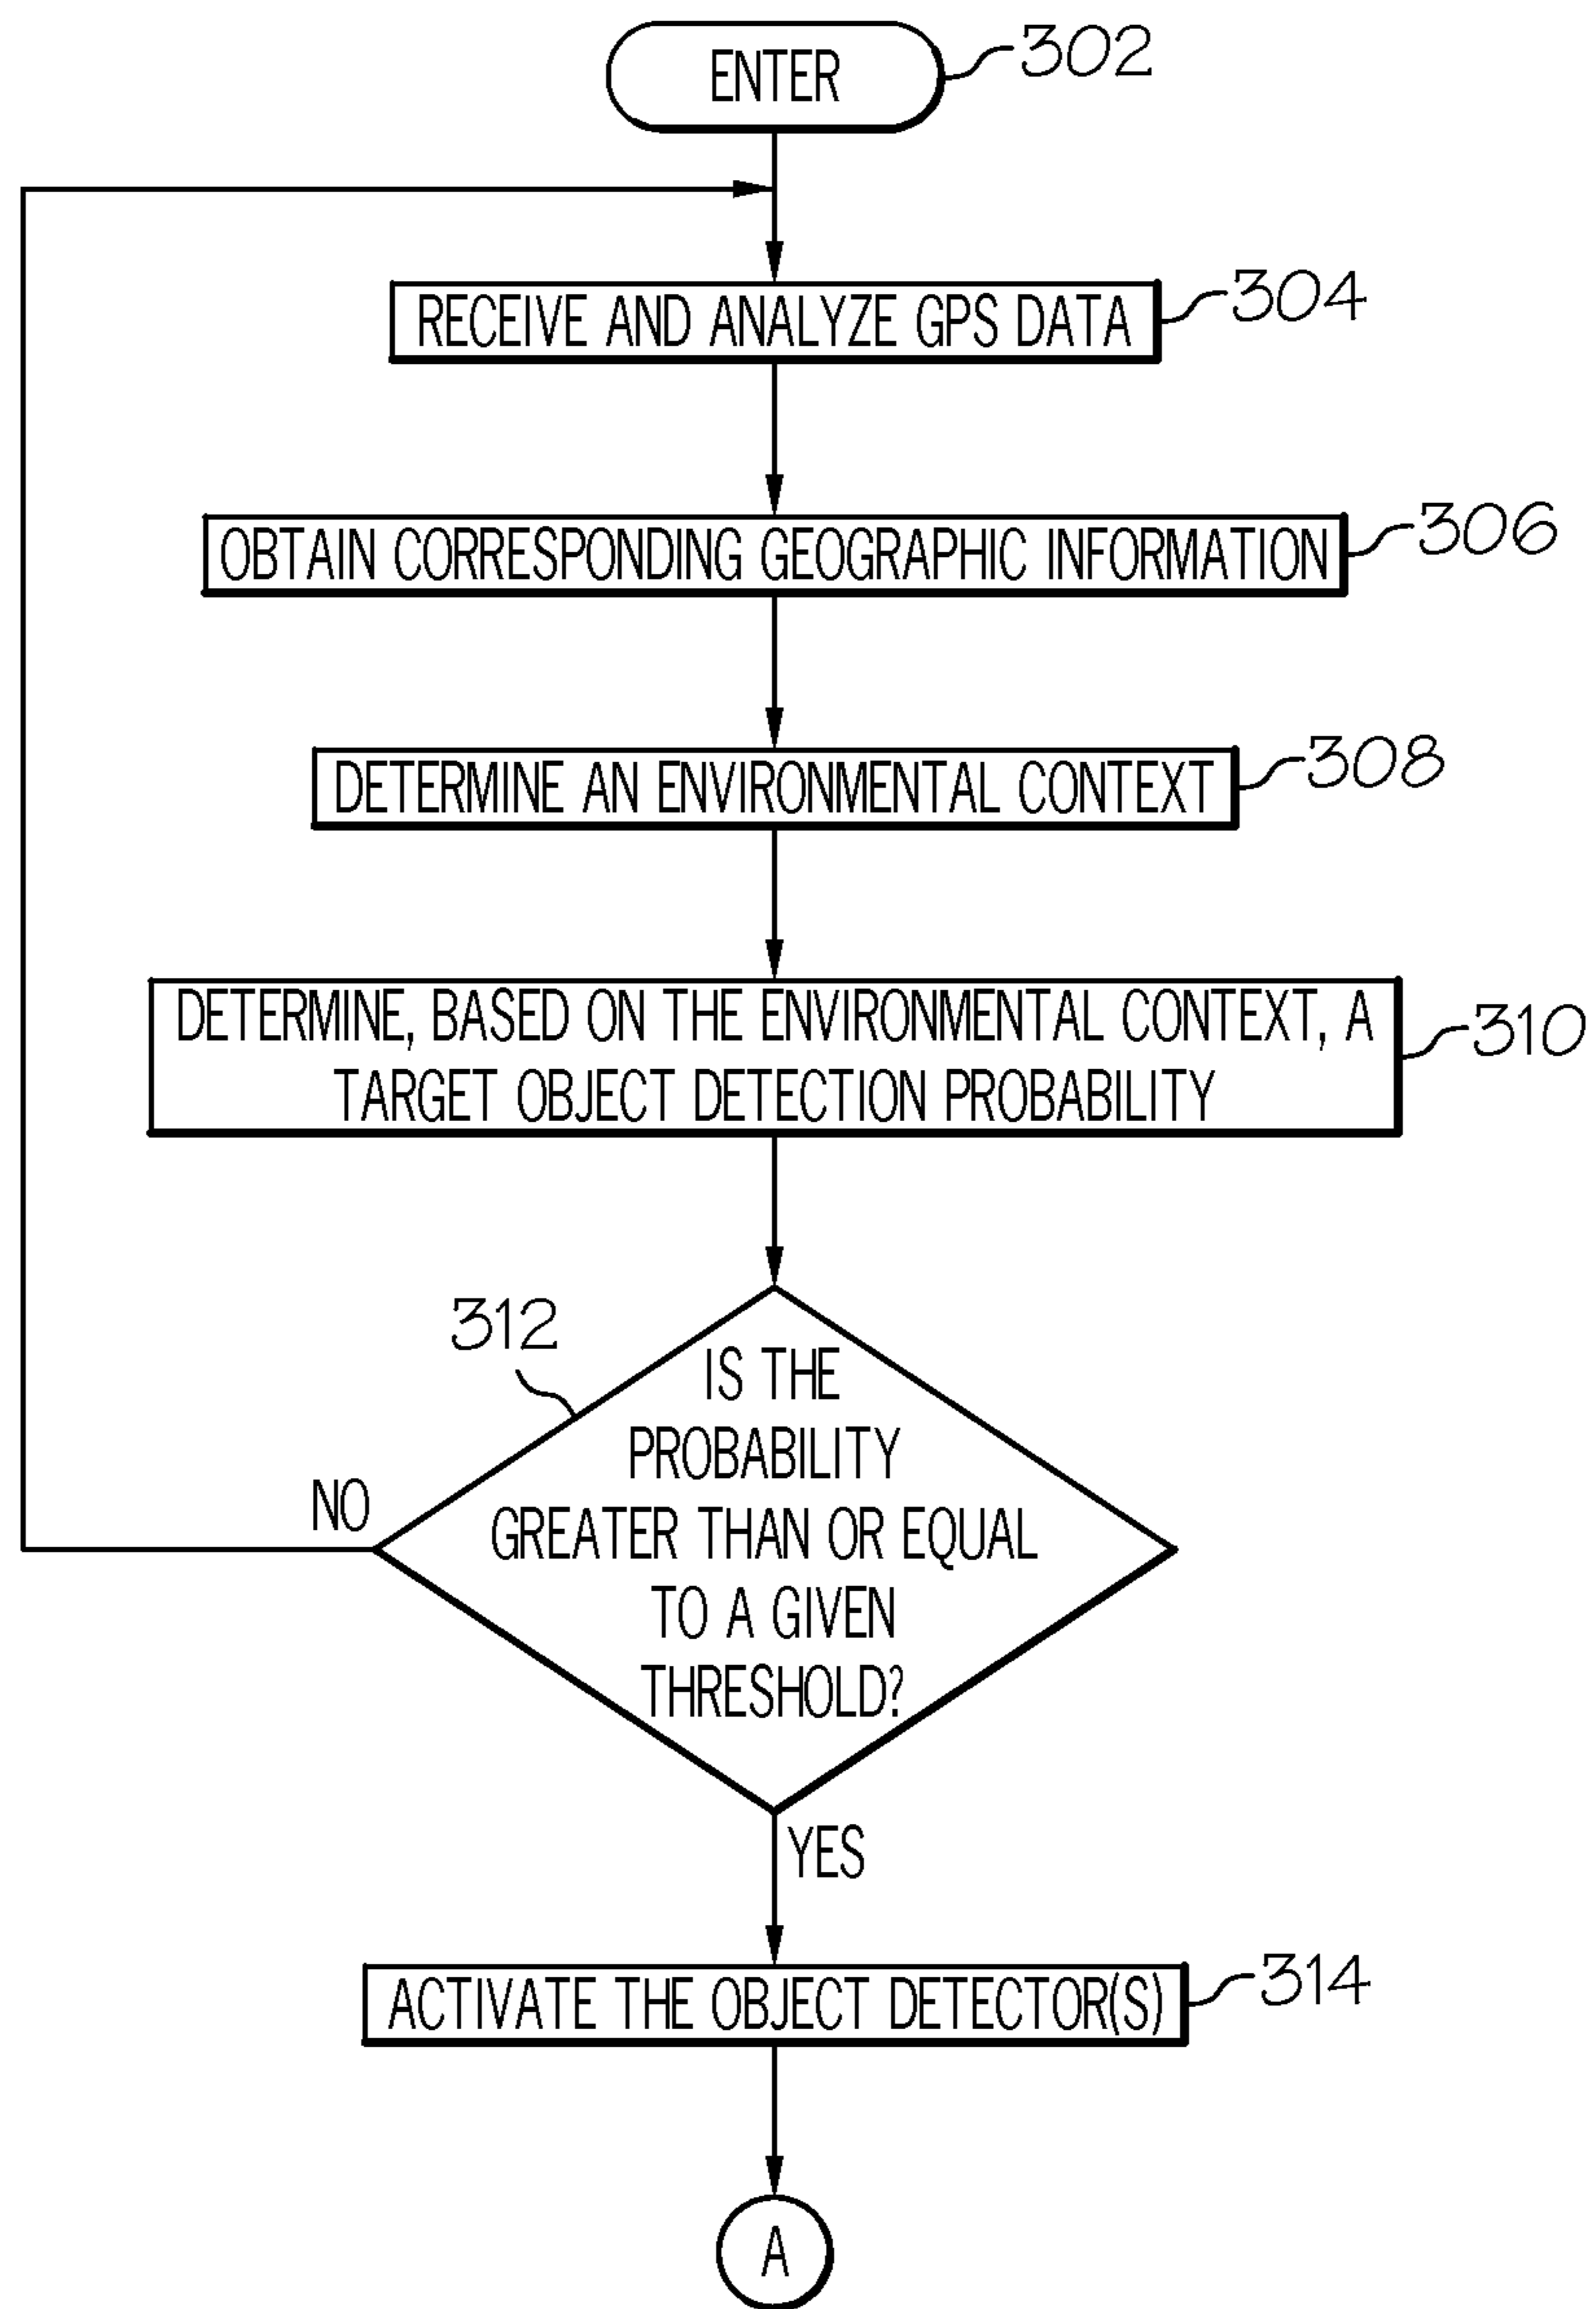 ENTER
302
RECEIVE AND ANALYZE GPS DATA
304
OBTAIN CORRESPONDING GEOGRAPHIC INFORMATION
306
DETERMINE AN ENVIRONMENTAL CONTEXT
308
DETERMINE, BASED ON THE ENVIRONMENTAL CONTEXT, A
TARGET OBJECT DETECTION PROBABILITY
310
312
IS THE
PROBABILITY
GREATER THAN OR EQUAL
TO A GIVEN
THRESHOLD?
NO
YES
ACTIVATE THE OBJECT DETECTOR(S)
314
A